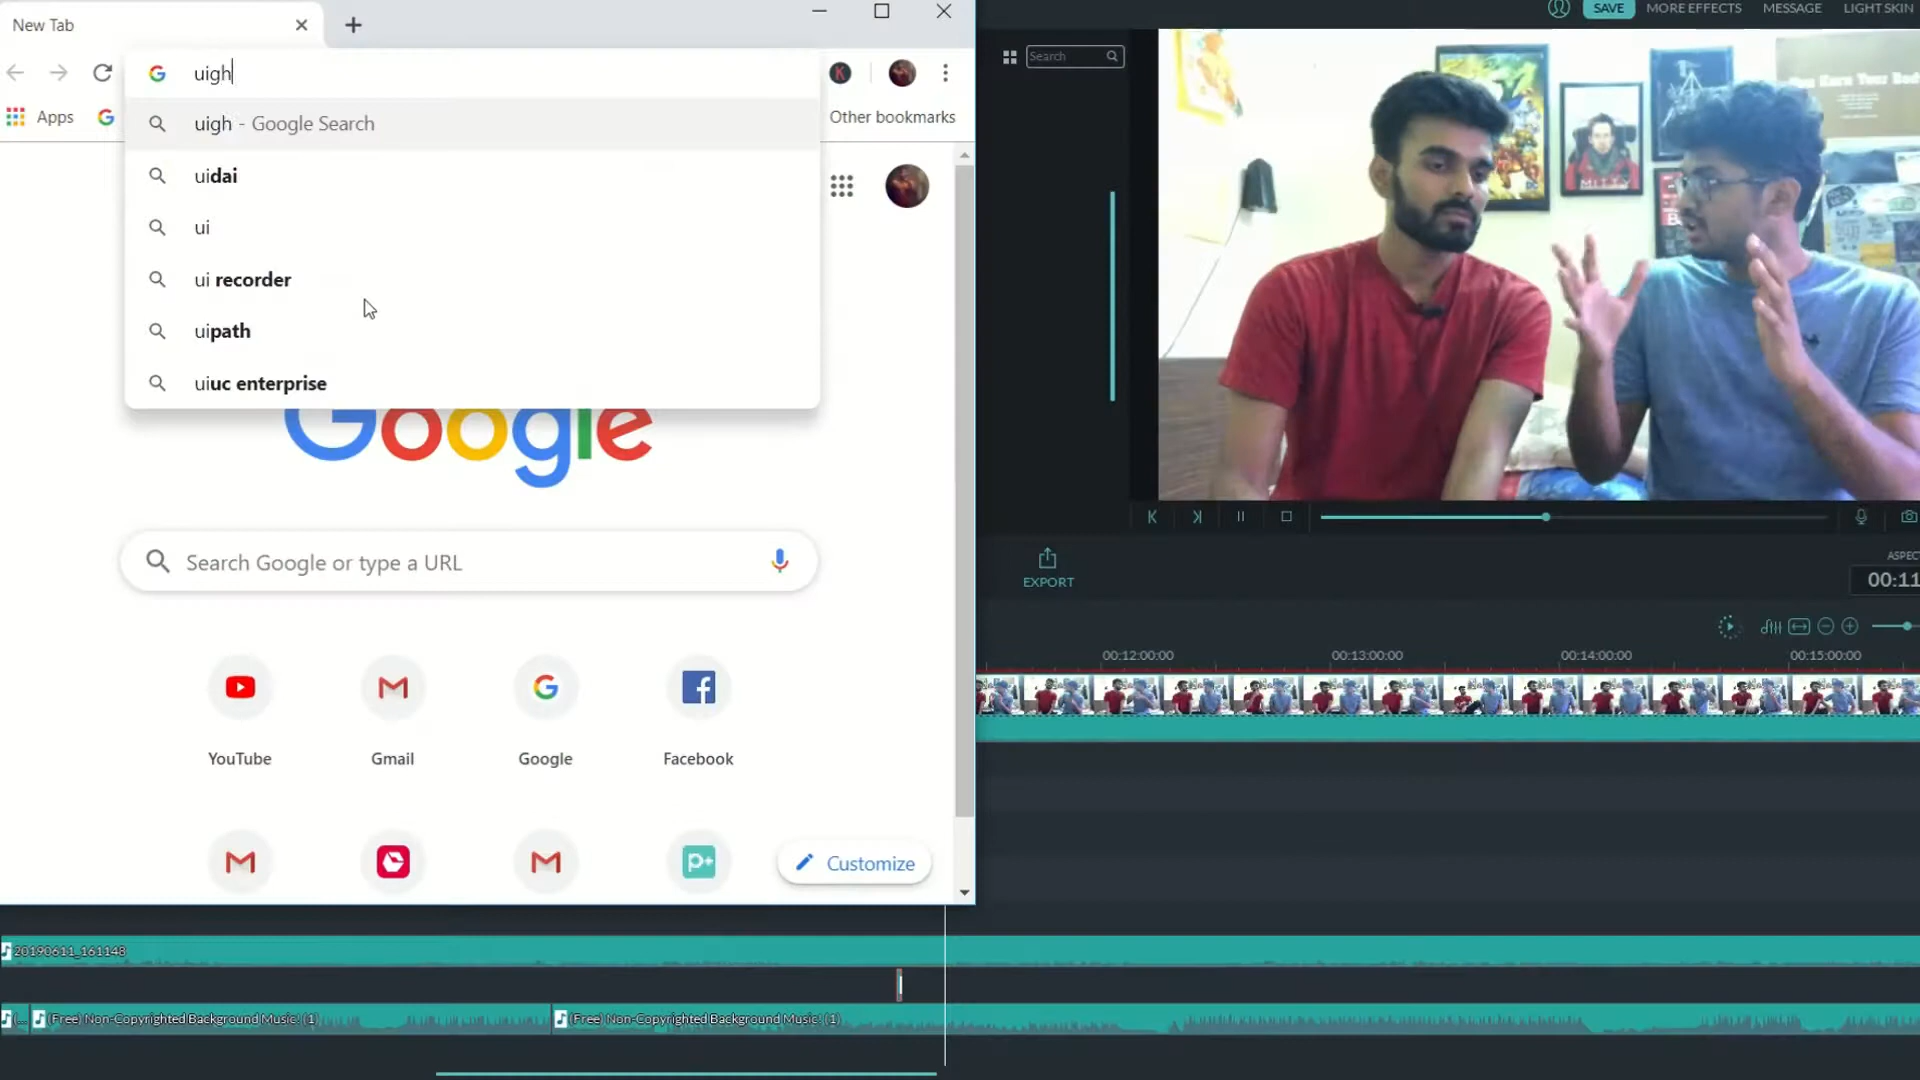 New Tab
uigh
Apps
Other bookmarks
uigh - Google Search
uidai
ui
ui recorder
uipath
uiuc enterprise
Google
Search Google or type a URL
YouTube
Gmail
Google
Facebook
Customize
SAVE
MORE EFFECTS
MESSAGE
LIGHT SKIN
Search
MITTY
EXPORT
ASPECT
00:11
00:12:00:00
00:13:00:00
00:14:00:00
00:15:00:00
20190611_161148
(Free) Non-Copyrighted Background Music! (1)
(Free) Non-Copyrighted Background Music! (1)